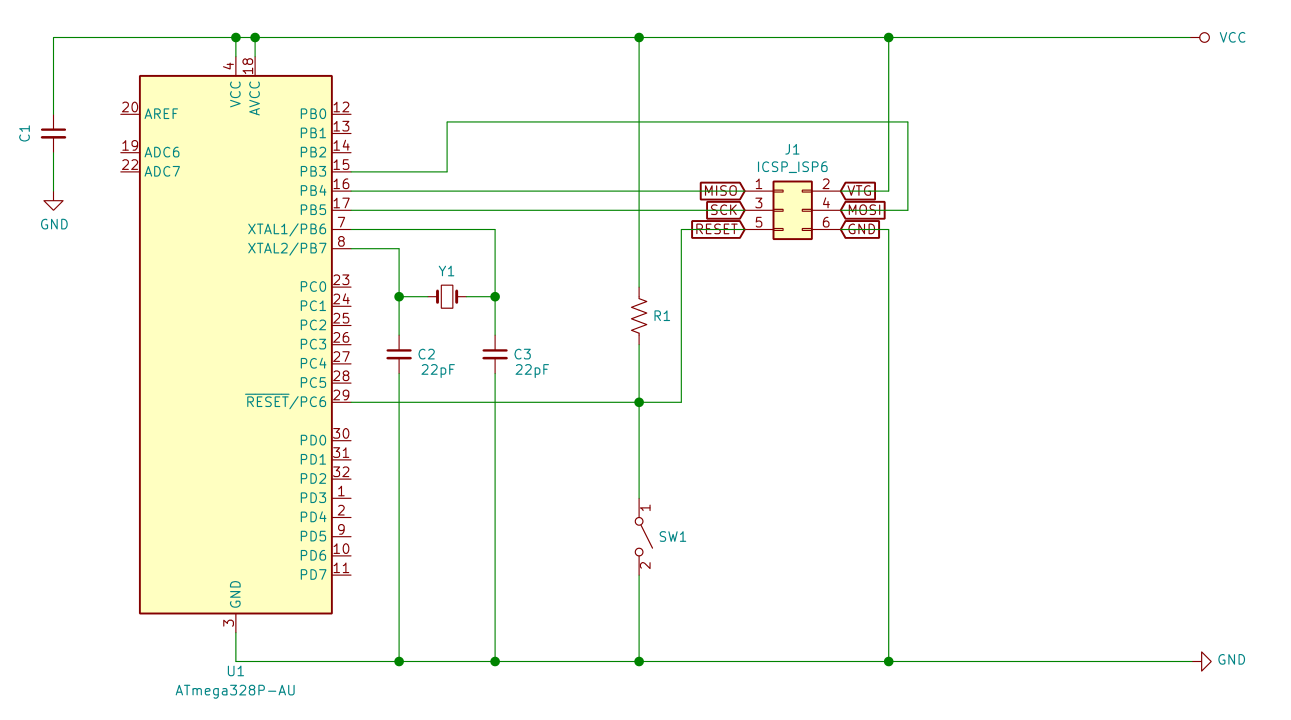 VCC
4
18
VCC
AVCC
20
AREF
PB0
12
C1
PB1
13
19
ADC6
PB2
14
J1
22
ADC7
PB3
15
ICSP_ISP6
PB4
16
MISO
1
2
VTG
PB5
17
SCK
3
4
MOSI
GND
XTAL1/PB6
7
RESET
5
6
GND
XTAL2/PB7
8
Y1
PC0
23
PC1
24
R1
PC2
25
PC3
26
C2
22pF
C3
22pF
PC4
27
PC5
28
RESET/PC6
29
PD0
30
PD1
31
PD2
32
PD3
1
1
PD4
2
PD5
9
SW1
PD6
10
2
PD7
11
GND
3
GND
U1
ATmega328P-AU